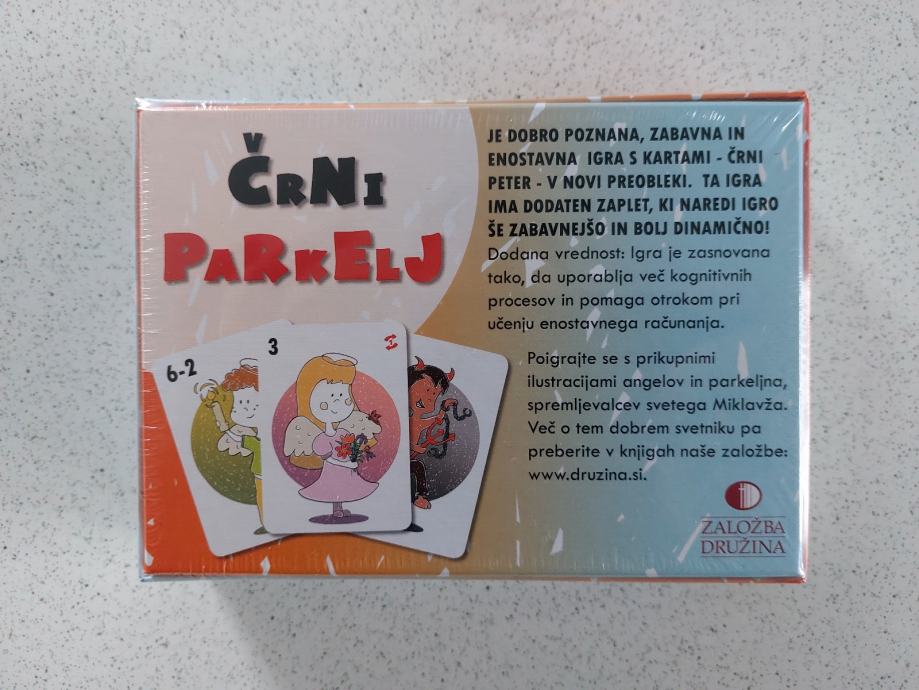 ČRNI
PARKELJ
6-2
3
JE DOBRO POZNANA, ZABAVNA IN
ENOSTAVNA IGRA S KARTAMI - ČRNI
PETER - V NOVI PREOBLEKI. TA IGRA
IMA DODATEN ZAPLET, KI NAREDI IGRO
ŠE ZABAVNEJŠO IN BOLJ DINAMIČNO!
Dodana vrednost: Igra je zasnovana
tako, da uporablja več kognitivnih
procesov in pomaga otrokom pri
učenju enostavnega računanja.
Poigrajte se s prikupnimi
ilustracijami angelov in parkeljna,
spremljevalcev svetega Miklavža.
Več o tem dobrem svetniku pa
preberite v knjigah naše založbe:
www.druzina.si.
ZALOŽBA
DRUŽINA